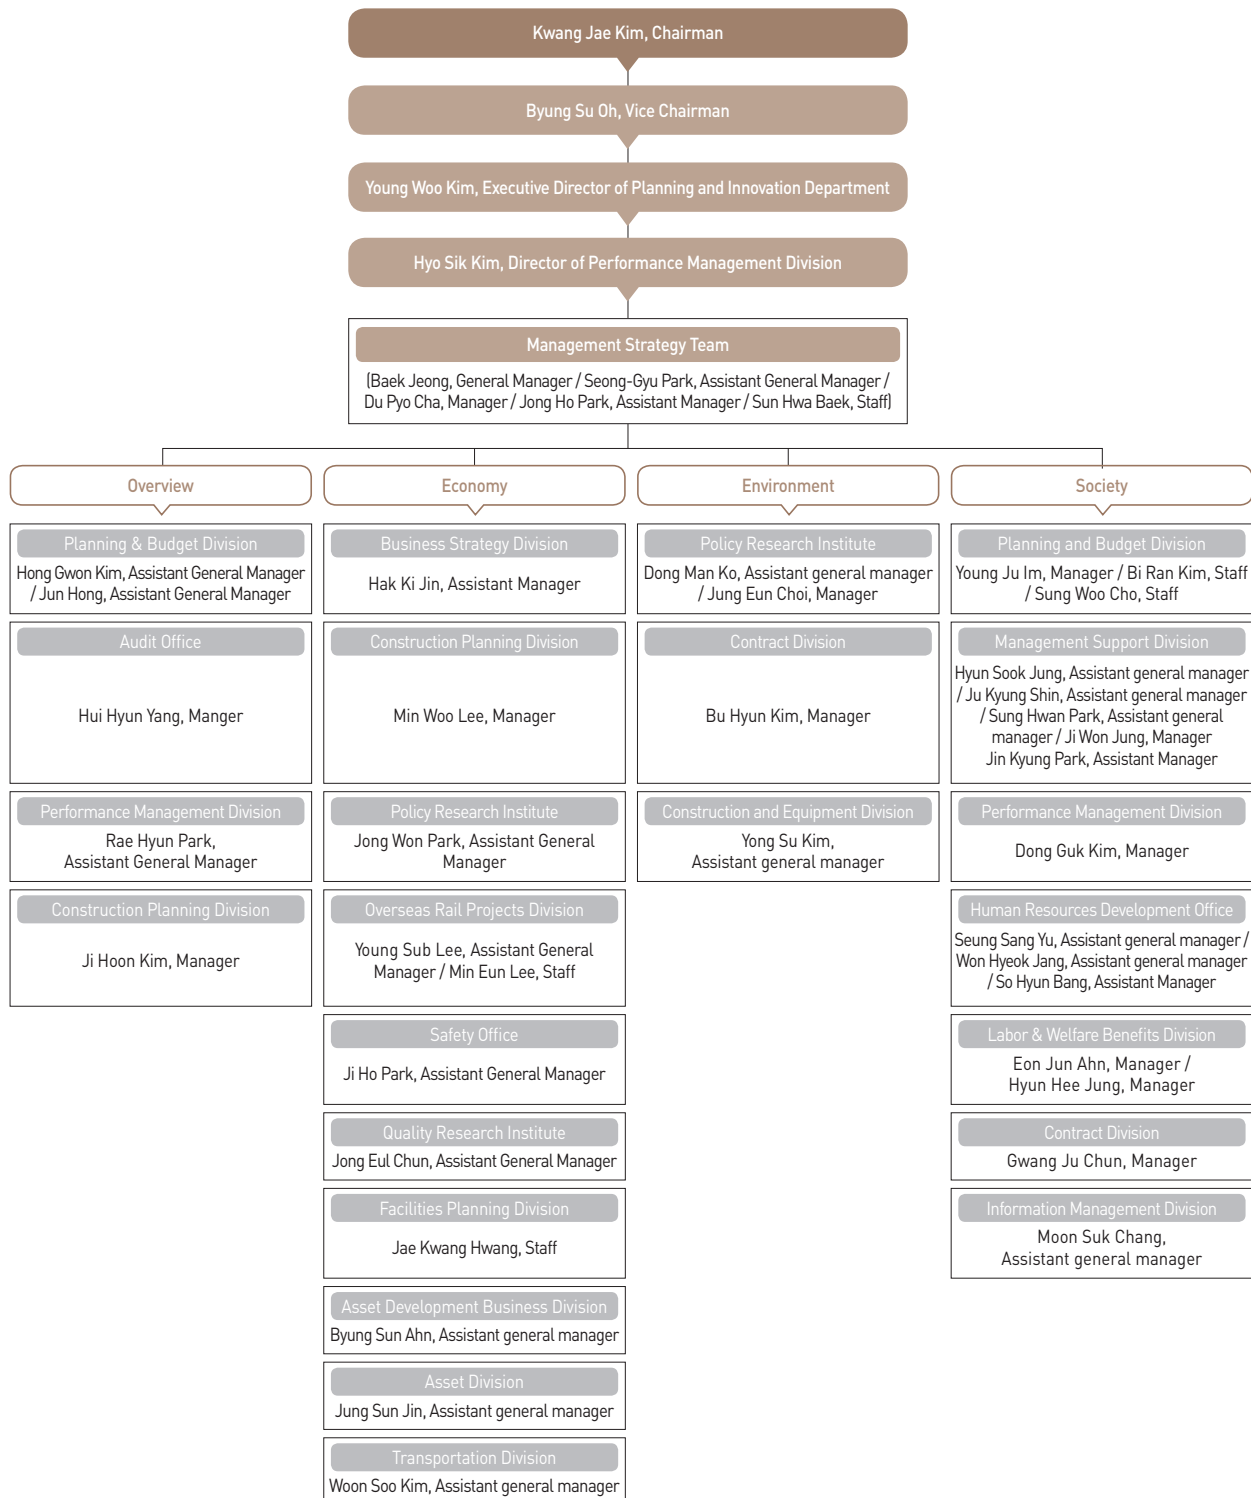 Kwang Jae Kim, Chairman
Byung Su Oh, Vice Chairman
Young Woo Kim, Executive Director of Planning and Innovation Department
Hyo Sik Kim, Director of Performance Management Division
Management Strategy Team
(Baek Jeong, General Manager / Seong-Gyu Park, Assistant General Manager /
Du Pyo Cha, Manager / Jong Ho Park, Assistant Manager / Sun Hwa Baek, Staff)
Overview
Planning & Budget Division
Hong Gwon Kim, Assistant General Manager
/ Jun Hong, Assistant General Manager
Audit Office
Hui Hyun Yang, Manger
Performance Management Division
Rae Hyun Park,
Assistant General Manager
Construction Planning Division
Ji Hoon Kim, Manager
Economy
Business Strategy Division
Hak Ki Jin, Assistant Manager
Construction Planning Division
Min Woo Lee, Manager
Policy Research Institute
Jong Won Park, Assistant General
Manager
Overseas Rail Projects Division
Young Sub Lee, Assistant General
Manager / Min Eun Lee, Staff
Safety Office
Ji Ho Park, Assistant General Manager
Quality Research Institute
Jong Eul Chun, Assistant General Manager
Facilities Planning Division
Jae Kwang Hwang, Staff
Asset Development Business Division
Byung Sun Ahn, Assistant general manager
Asset Division
Jung Sun Jin, Assistant general manager
Transportation Division
Woon Soo Kim, Assistant general manager
Environment
Policy Research Institute
Dong Man Ko, Assistant general manager
/ Jung Eun Choi, Manager
Contract Division
Bu Hyun Kim, Manager
Construction and Equipment Division
Yong Su Kim,
Assistant general manager
Society
Planning and Budget Division
Young Ju Im, Manager / Bi Ran Kim, Staff
/ Sung Woo Cho, Staff
Management Support Division
Hyun Sook Jung, Assistant general manager
/ Ju Kyung Shin, Assistant general manager
/ Sung Hwan Park, Assistant general
manager / Ji Won Jung, Manager
Jin Kyung Park, Assistant Manager
Performance Management Division
Dong Guk Kim, Manager
Human Resources Development Office
Seung Sang Yu, Assistant general manager /
Won Hyeok Jang, Assistant general manager
/ So Hyun Bang, Assistant Manager
Labor & Welfare Benefits Division
Eon Jun Ahn, Manager /
Hyun Hee Jung, Manager
Contract Division
Gwang Ju Chun, Manager
Information Management Division
Moon Suk Chang,
Assistant general manager